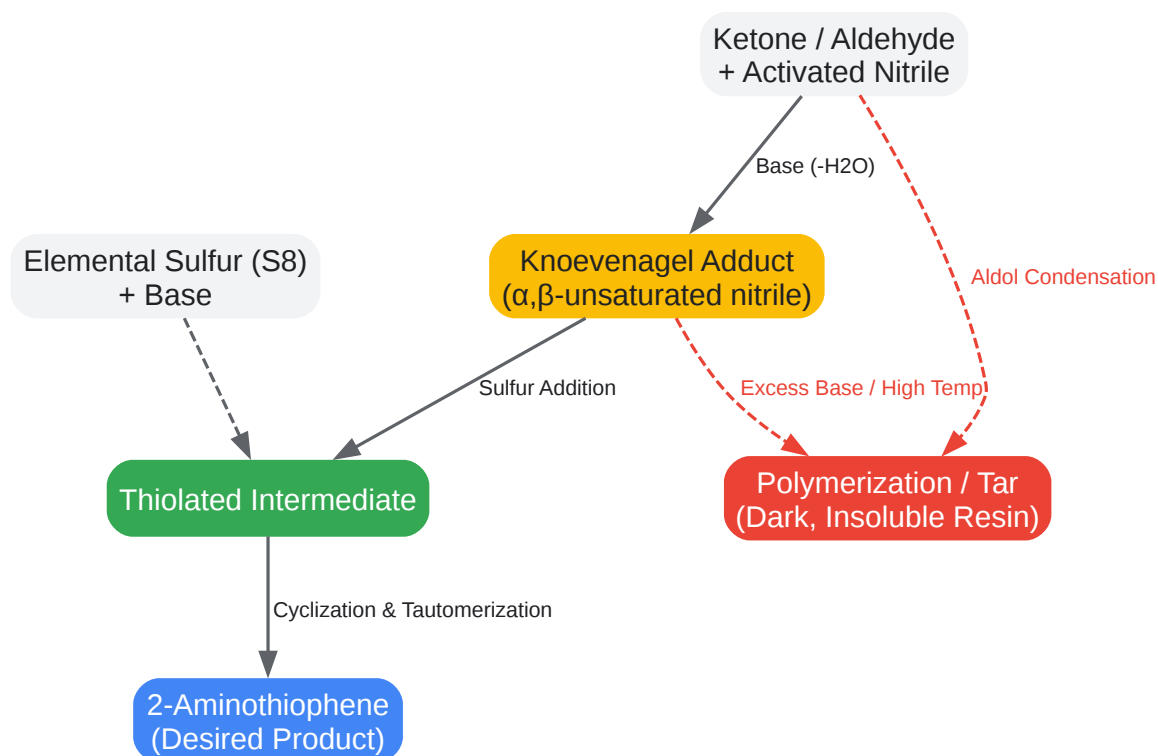 Ketone / Aldehyde
+ Activated Nitrile
Base (-H2O)
Elemental Sulfur (S8)
+ Base
Knoevenagel Adduct
(α,β-unsaturated nitrile)
Aldol Condensation
Sulfur Addition
Excess Base / High Temp
Thiolated Intermediate
Polymerization / Tar
(Dark, Insoluble Resin)
Cyclization & Tautomerization
2-Aminothiophene
(Desired Product)